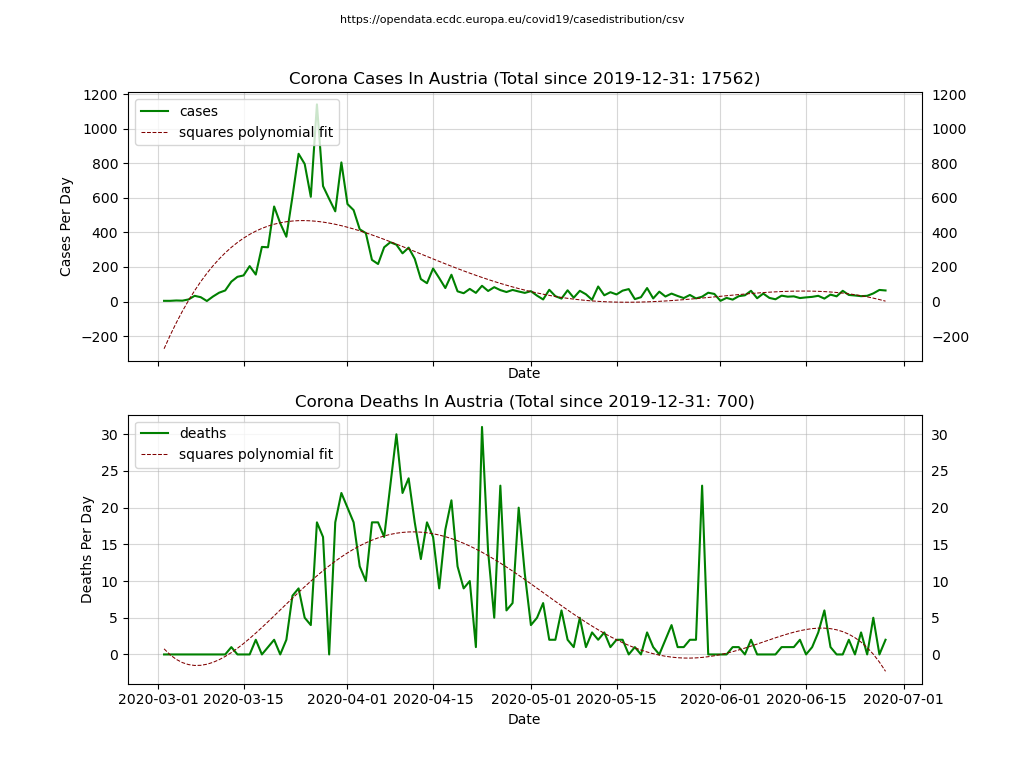 https://opendata.ecdc.europa.eu/covid19/casedistribution/csv
Corona Cases In Austria (Total since 2019-12-31: 17562)
cases
squares polynomial fit
Cases Per Day
1200 1200
1000 1000
800 800
600 600
400 400
200 200
0 0
−200 −200
Date
Corona Deaths In Austria (Total since 2019-12-31: 700)
deaths
squares polynomial fit
Deaths Per Day
30 30
25 25
20 20
15 15
10 10
5 5
0 0
2020-03-01 2020-03-15 2020-04-01 2020-04-15 2020-05-01 2020-05-15 2020-06-01 2020-06-15 2020-07-01
Date